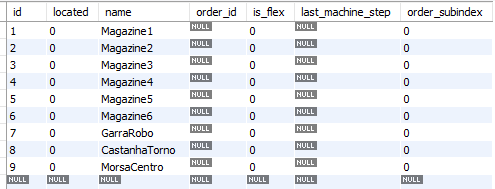 id located name order_id is_flex last_machine_step order_subindex
1 0 Magazine1 NULL 0 NULL 0
2 0 Magazine2 NULL 0 NULL 0
3 0 Magazine3 NULL 0 NULL 0
4 0 Magazine4 NULL 0 NULL 0
5 0 Magazine5 NULL 0 NULL 0
6 0 Magazine6 NULL 0 NULL 0
7 0 GarraRobo NULL 0 NULL 0
8 0 CastanhaTorno NULL 0 NULL 0
9 0 MorsaCentro NULL 0 NULL 0
NULL NULL NULL NULL NULL NULL NULL